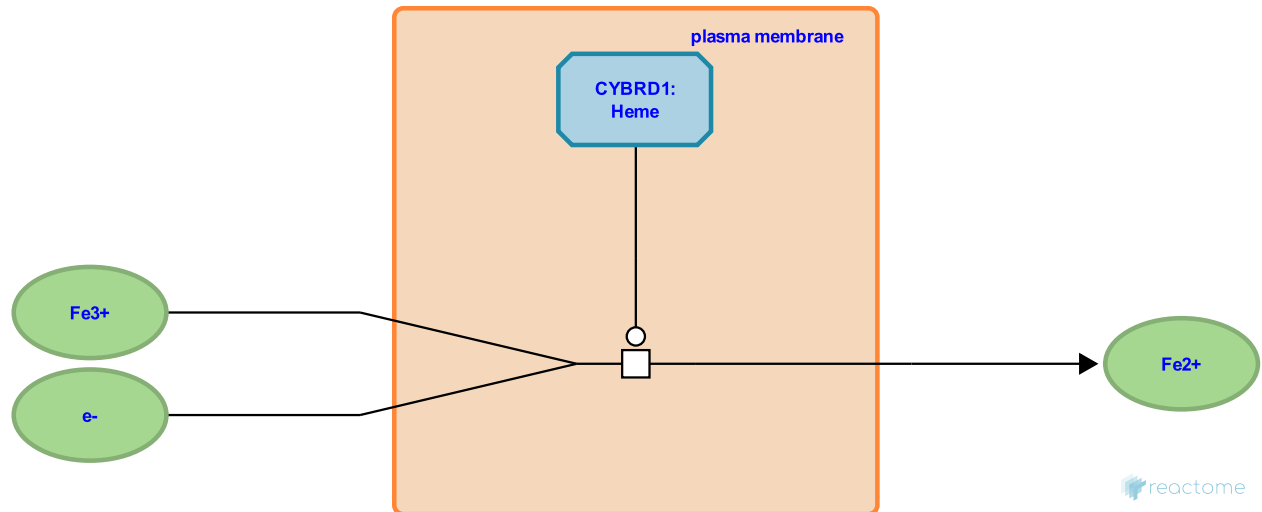 plasma membrane
CYBRD1:
Heme
Fe3+
e-
Fe2+
reactome